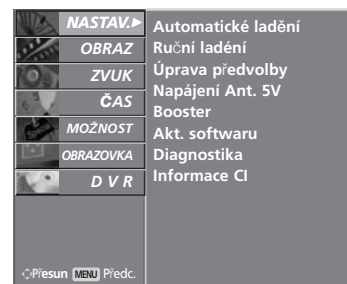 NASTAV.
OBRAZ
ZVUK
ČAS
MOŽNOST
OBRAZOVKA
D V R
Automatické ladění
Ruční ladéní
Úprava předvolby
Napájení Ant. 5V
Booster
Akt. softwaru
Diagnostika
Informace CI
Přesun MENU Předc.